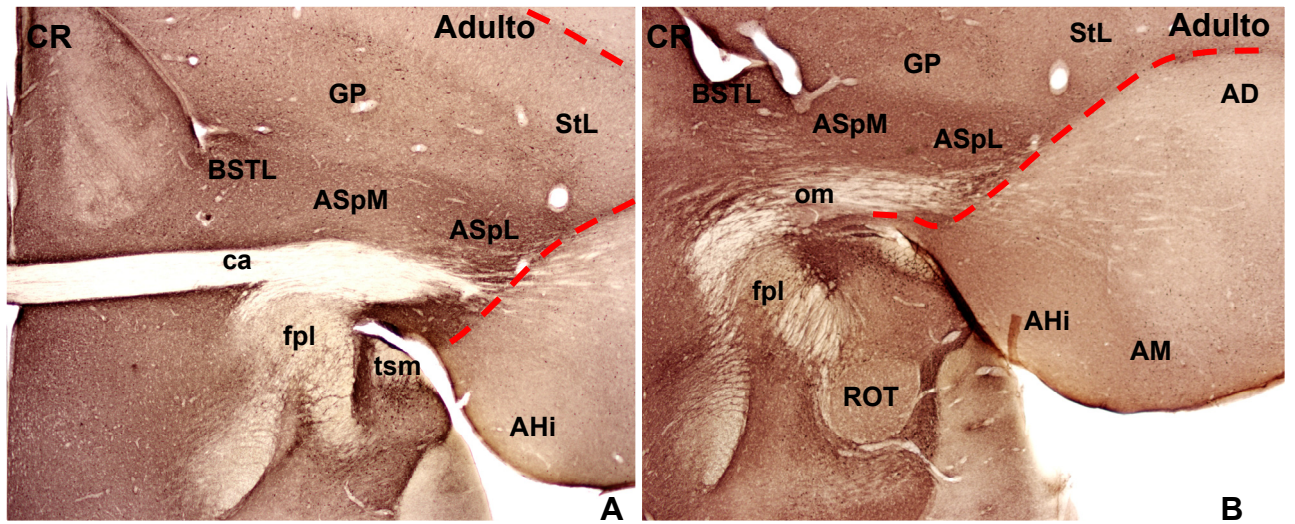 CR
Adulto
GP
StL
BSTL
ASpM
ASpL
ca
fpl
tsm
AHi
A
CR
Adulto
StL
GP
BSTL
AD
ASpM
ASpL
om
fpl
AHi
AM
ROT
B